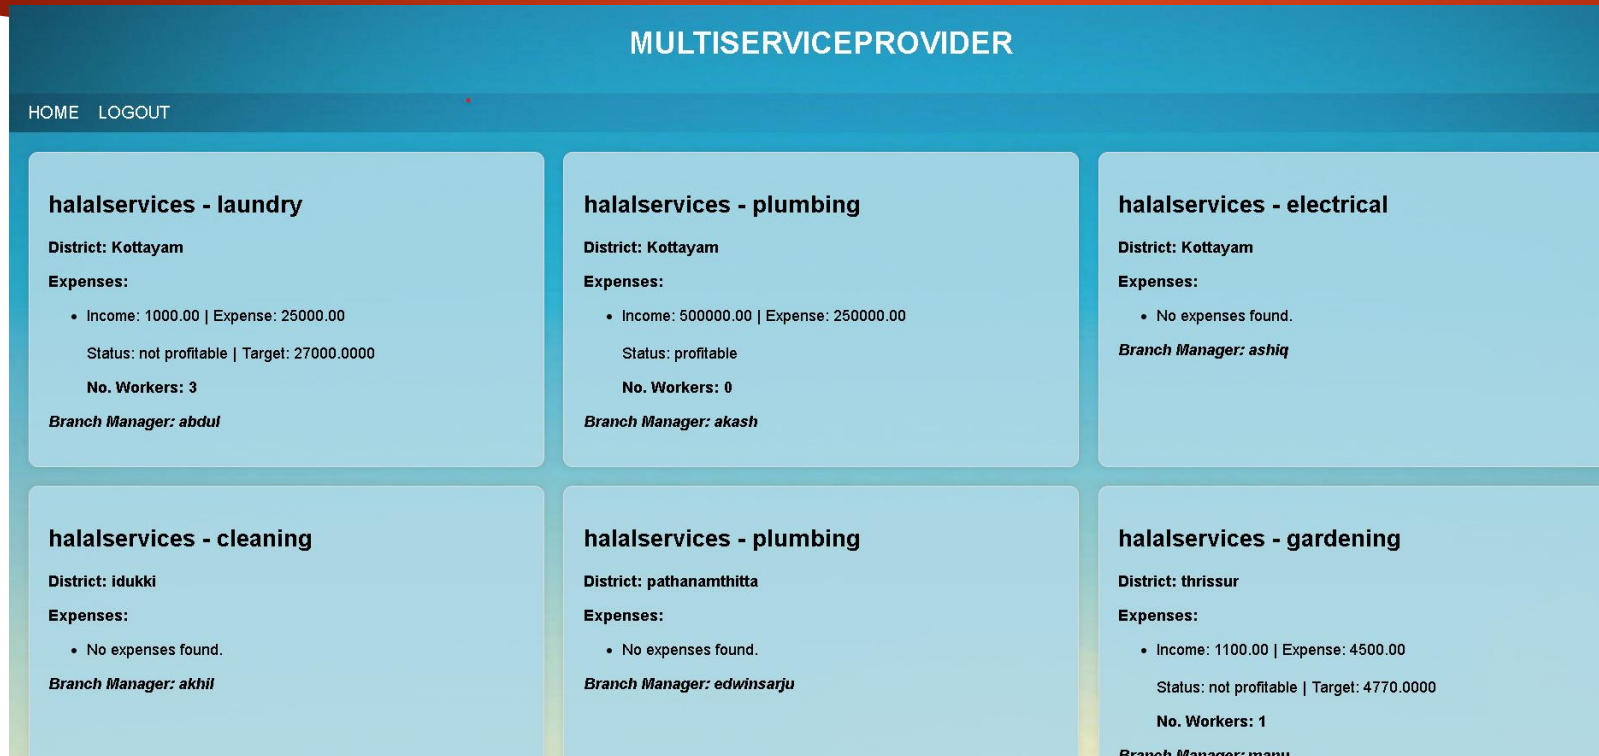 MULTISERVICEPROVIDER
HOME LOGOUT
halalservices - laundry
District: Kottayam
Expenses:
• Income: 1000.00 | Expense: 25000.00
Status: not profitable | Target: 27000.0000
No. Workers: 3
Branch Manager: abdul
halalservices - plumbing
District: Kottayam
Expenses:
• Income: 500000.00 | Expense: 250000.00
Status: profitable
No. Workers: 0
Branch Manager: akash
halalservices - electrical
District: Kottayam
Expenses:
• No expenses found.
Branch Manager: ashiq
halalservices - cleaning
District: idukki
Expenses:
• No expenses found.
Branch Manager: akhil
halalservices - plumbing
District: pathanamthitta
Expenses:
• No expenses found.
Branch Manager: edwinsarju
halalservices - gardening
District: thrissur
Expenses:
• Income: 1100.00 | Expense: 4500.00
Status: not profitable | Target: 4770.0000
No. Workers: 1
Branch Manager: manu